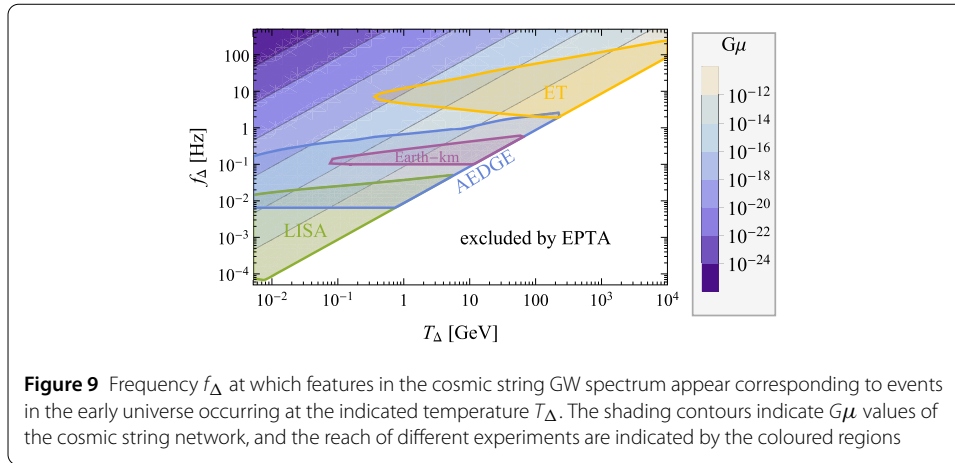 Gμ
100
10
1
10⁻¹
10⁻²
10⁻³
10⁻⁴
f_Δ [Hz]
ET
Earth-km
AEDGE
LISA
excluded by EPTA
10⁻² 10⁻¹ 1 10 100 10³ 10⁴
T_Δ [GeV]
10⁻¹²
10⁻¹⁴
10⁻¹⁶
10⁻¹⁸
10⁻²⁰
10⁻²²
10⁻²⁴
Figure 9 Frequency f_Δ at which features in the cosmic string GW spectrum appear corresponding to events
in the early universe occurring at the indicated temperature T_Δ. The shading contours indicate Gμ values of
the cosmic string network, and the reach of different experiments are indicated by the coloured regions